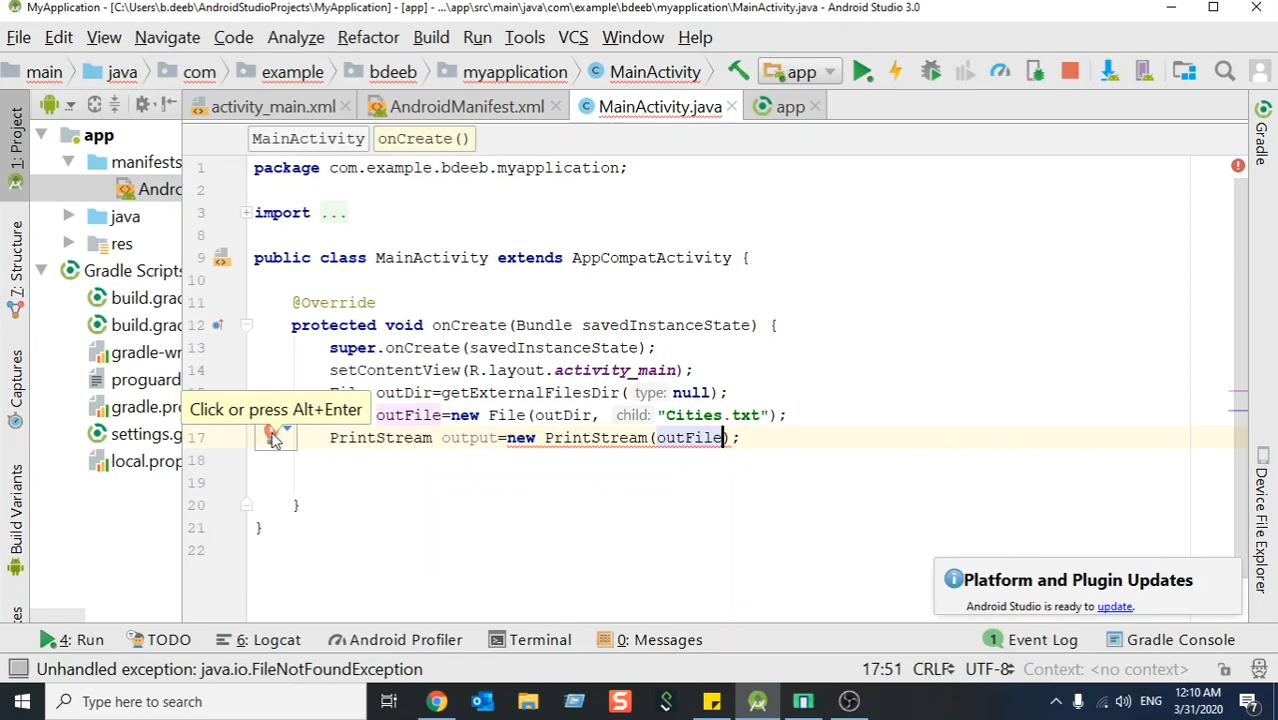 MyApplication - [C:\Users\b.deeb\AndroidStudioProjects\MyApplication] - [app] - ...\app\src\main\java\com\example\bdeeb\myapplication\MainActivity.java - Android Studio 3.0
File Edit View Navigate Code Analyze Refactor Build Run Tools VCS Window Help
main java com example bdeeb myapplication MainActivity app
activity_main.xml AndroidManifest.xml MainActivity.java app
MainActivity onCreate()
1: Project
Z: Structure
Captures
Build Variants
app
manifests
Andro
java
res
Gradle Scripts
build.grad
build.grad
gradle-wr
proguard
gradle.pro
settings.g
local.prop
1 package com.example.bdeeb.myapplication;
2
3 import ...
8
9 public class MainActivity extends AppCompatActivity {
10
11 @Override
12 protected void onCreate(Bundle savedInstanceState) {
13 super.onCreate(savedInstanceState);
14 setContentView(R.layout.activity_main);
outDir=getExternalFilesDir( type: null);
outFile=new File(outDir, child: "Cities.txt");
17 PrintStream output=new PrintStream(outFile);
18
19
20 }
21 }
22
Click or press Alt+Enter
Gradle
Device File Explorer
Platform and Plugin Updates
Android Studio is ready to update.
4: Run TODO 6: Logcat Android Profiler Terminal 0: Messages 1 Event Log Gradle Console
Unhandled exception: java.io.FileNotFoundException 17:51 CRLF UTF-8 Context: <no context>
Type here to search
ENG
12:10 AM
3/31/2020
7